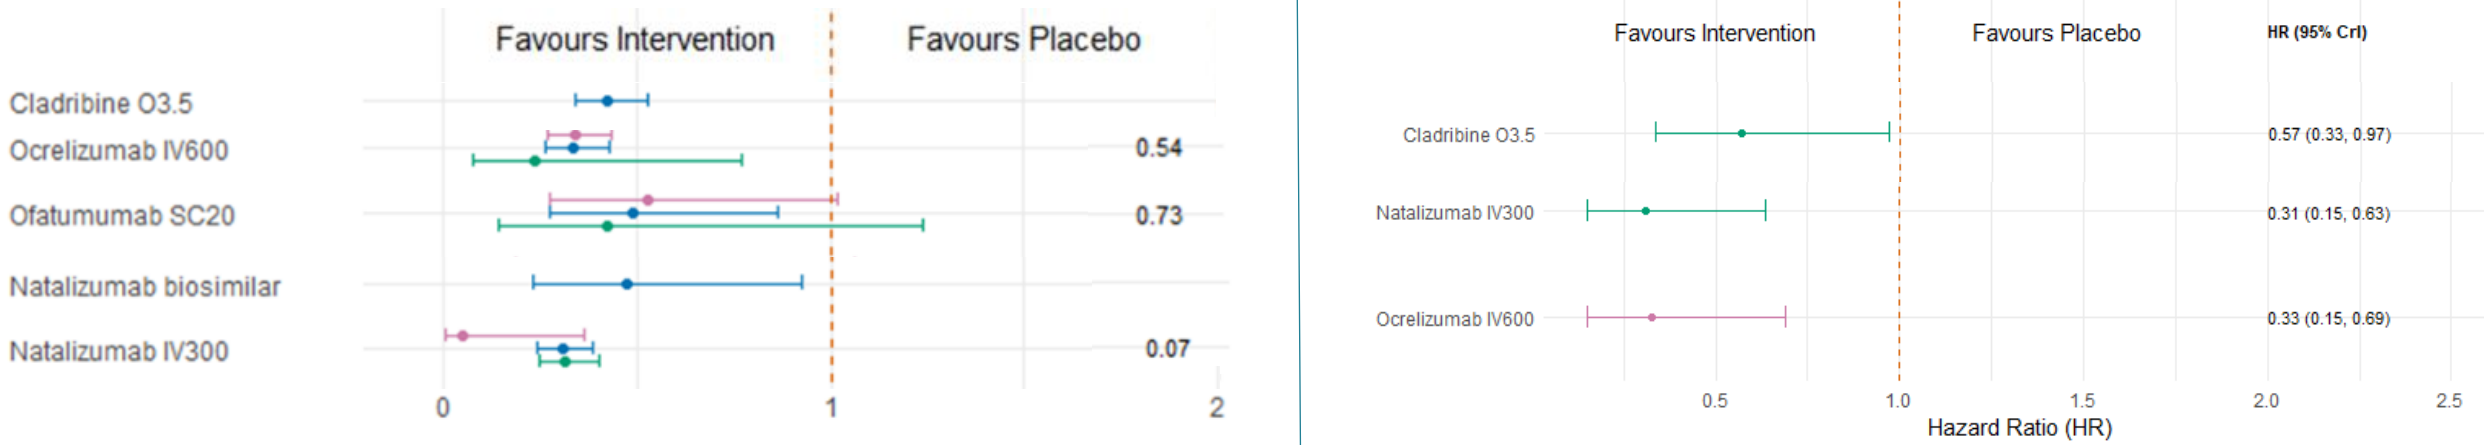 Favours Intervention Favours Placebo
Cladribine O3.5
Ocrelizumab IV600 0.54
Ofatumumab SC20 0.73
Natalizumab biosimilar
Natalizumab IV300 0.07
0 1 2
Favours Intervention Favours Placebo HR (95% CrI)
Cladribine O3.5 0.57 (0.33, 0.97)
Natalizumab IV300 0.31 (0.15, 0.63)
Ocrelizumab IV600 0.33 (0.15, 0.69)
0.5 1.0 1.5 2.0 2.5
Hazard Ratio (HR)